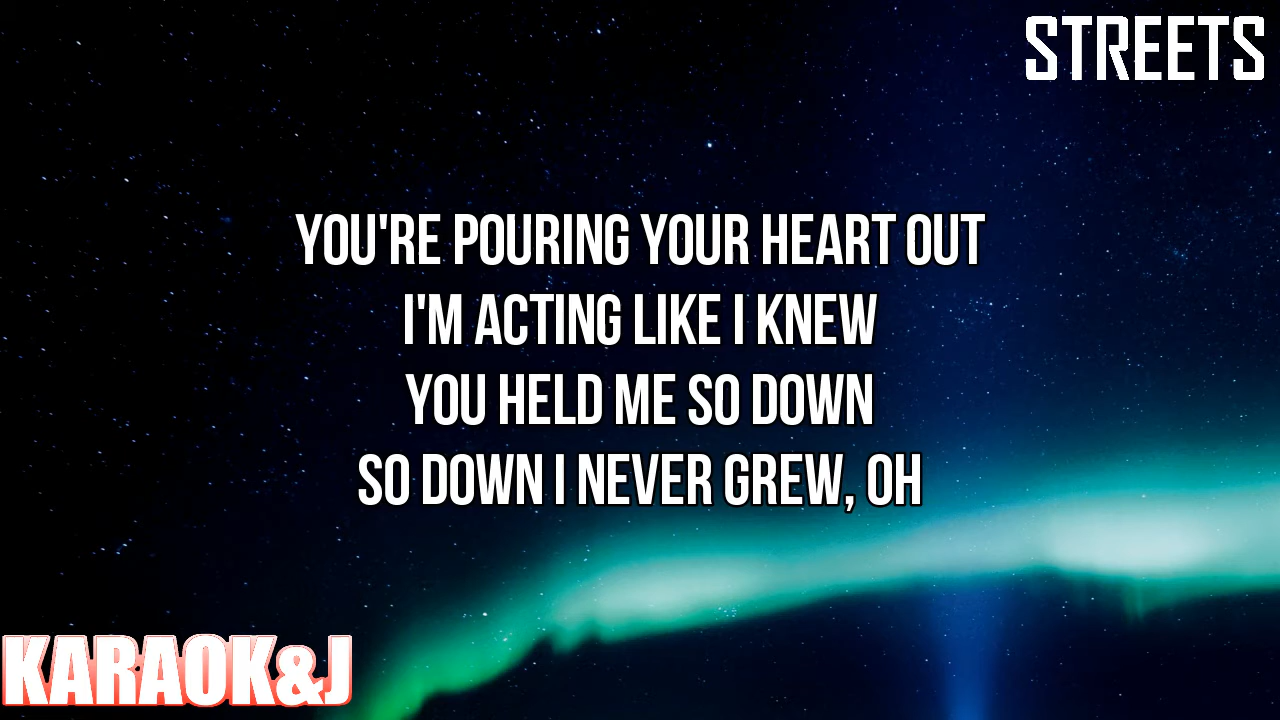 STREETS
YOU'RE POURING YOUR HEART OUT
I'M ACTING LIKE I KNEW
YOU HELD ME SO DOWN
SO DOWN I NEVER GREW, OH
KARAOK&J